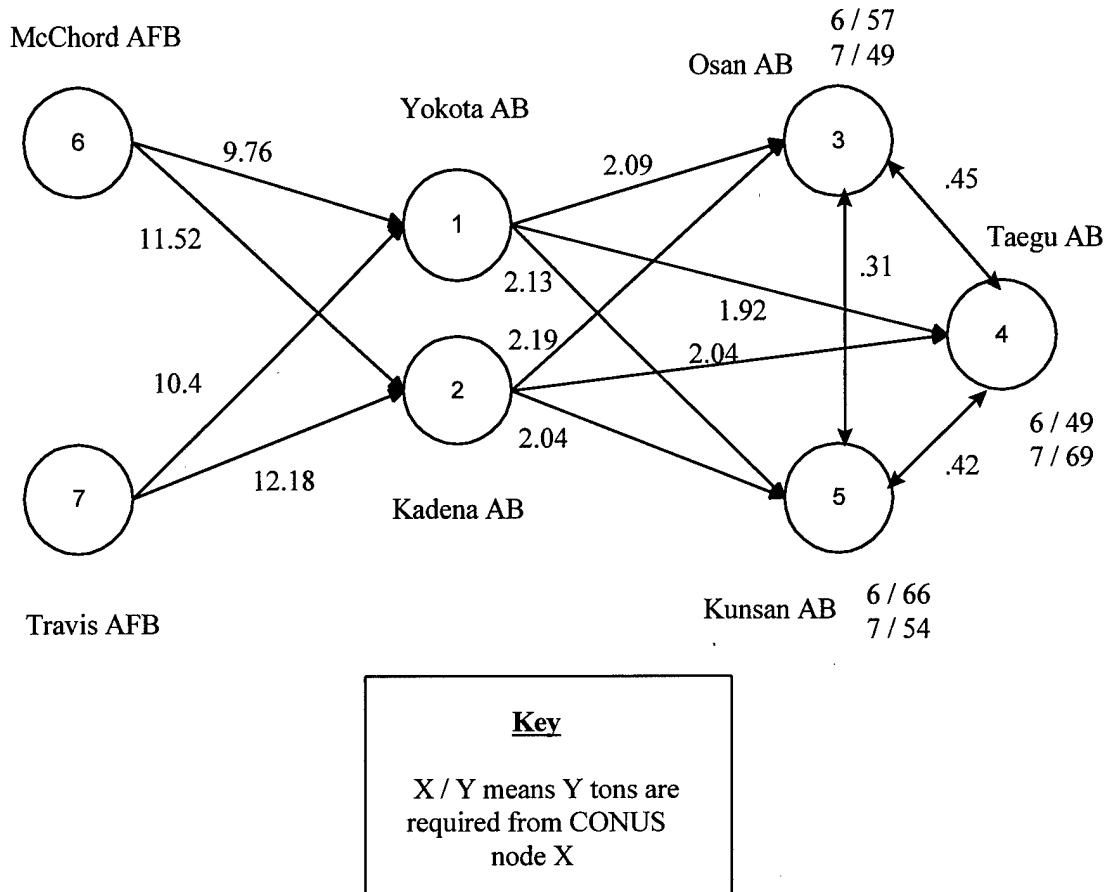 McChord AFB
6 / 57
7 / 49
Osan AB
Yokota AB
6
3
9.76
2.09
.45
1
11.52
Taegu AB
2.13
.31
1.92
4
2.19
2.04
10.4
2
2.04
6 / 49
7 / 69
.42
12.18
7
5
Kadena AB
Kunsan AB
6 / 66
7 / 54
Travis AFB
Key
X / Y means Y tons are
required from CONUS
node X